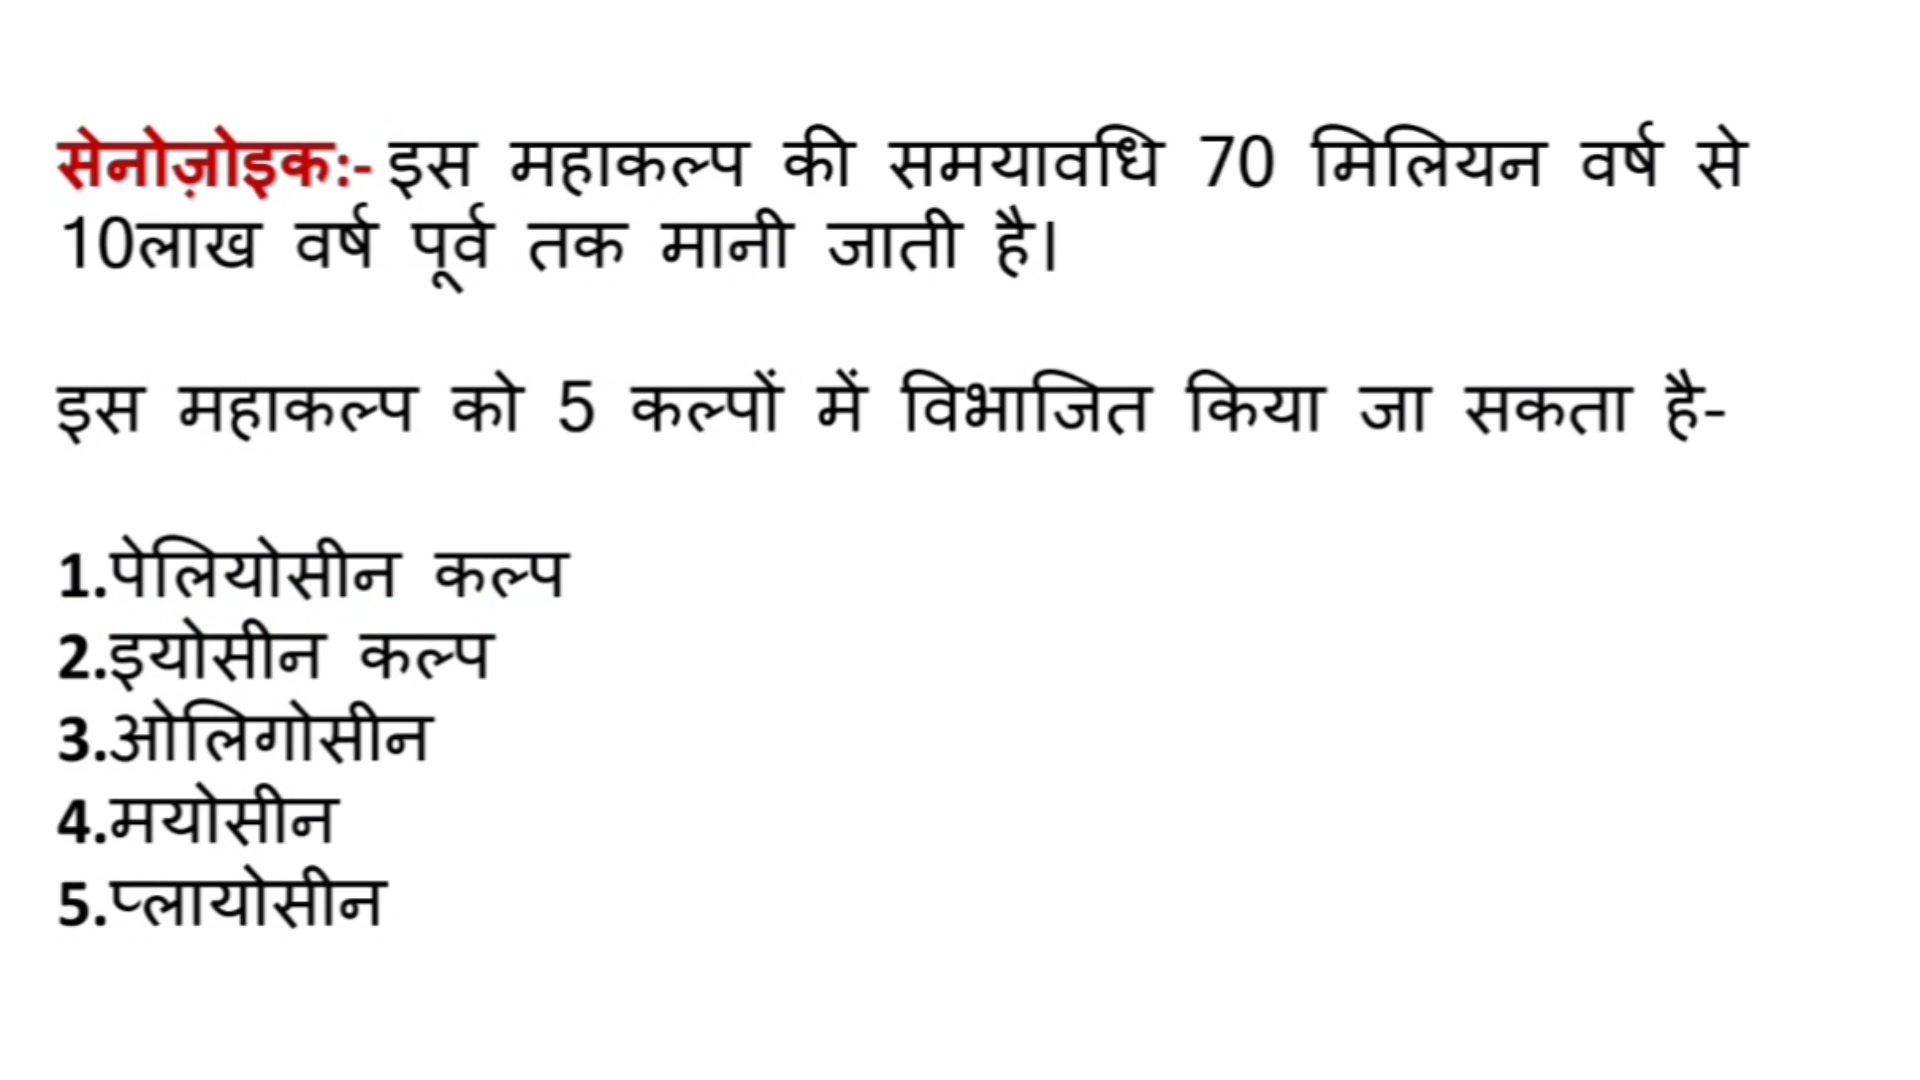 सेनोज़ोइक:- इस महाकल्प की समयावधि 70 मिलियन वर्ष से
10लाख वर्ष पूर्व तक मानी जाती है।
इस महाकल्प को 5 कल्पों में विभाजित किया जा सकता है-
1.पेलियोसीन कल्प
2.इयोसीन कल्प
3.ओलिगोसीन
4.मयोसीन
5.प्लायोसीन